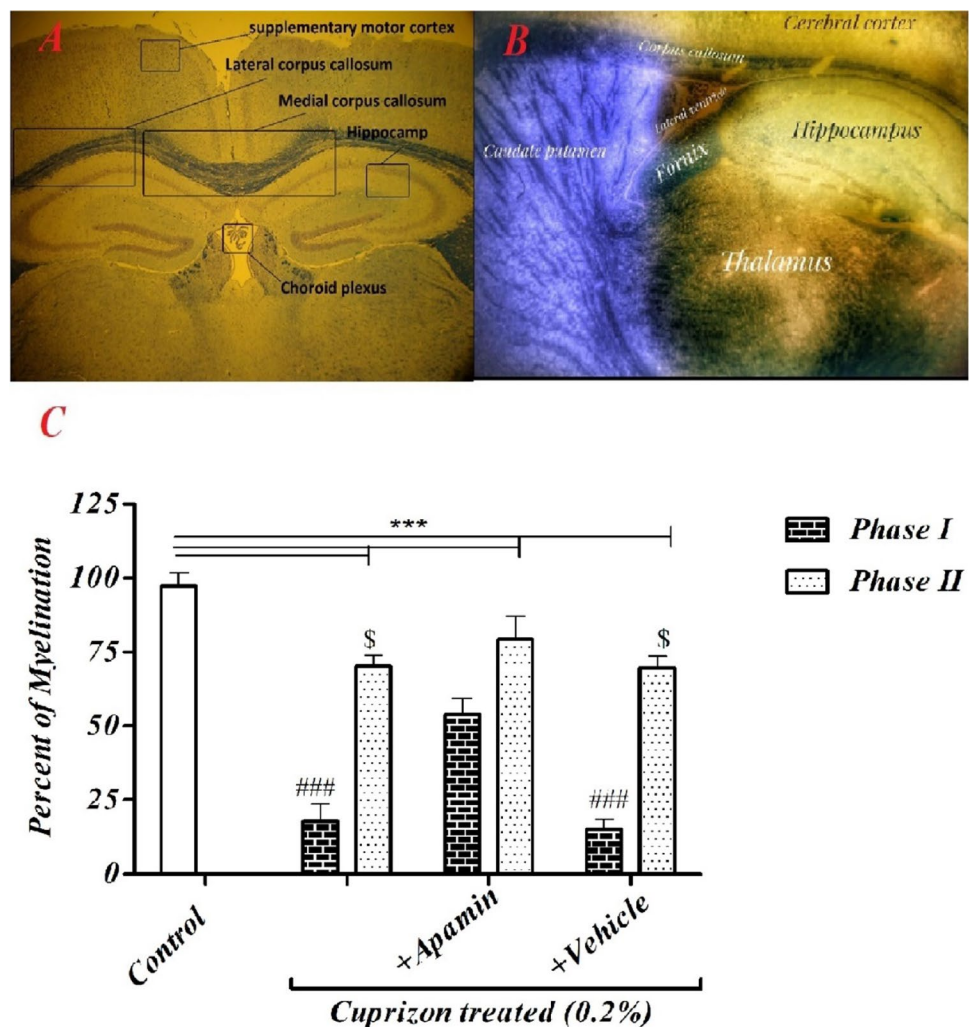 A
supplementary motor cortex
Lateral corpus callosum
Medial corpus callosum
Hippocamp
Choroid plexus
B
Cerebral cortex
Corpus callosum
Lateral ventricle
Caudate putamen
Fornix
Hippocampus
Thalamus
C
Percent of Myelination
125
100
75
50
25
0
***
###
$
###
$
Phase I
Phase II
Control
+Apamin
+Vehicle
Cuprizon treated (0.2%)